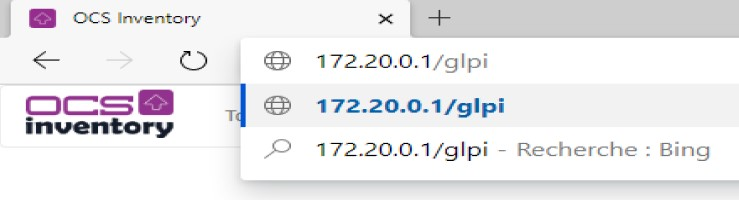 OCS Inventory
172.20.0.1/glpi
172.20.0.1/glpi
172.20.0.1/glpi - Recherche : Bing
OCS
inventory